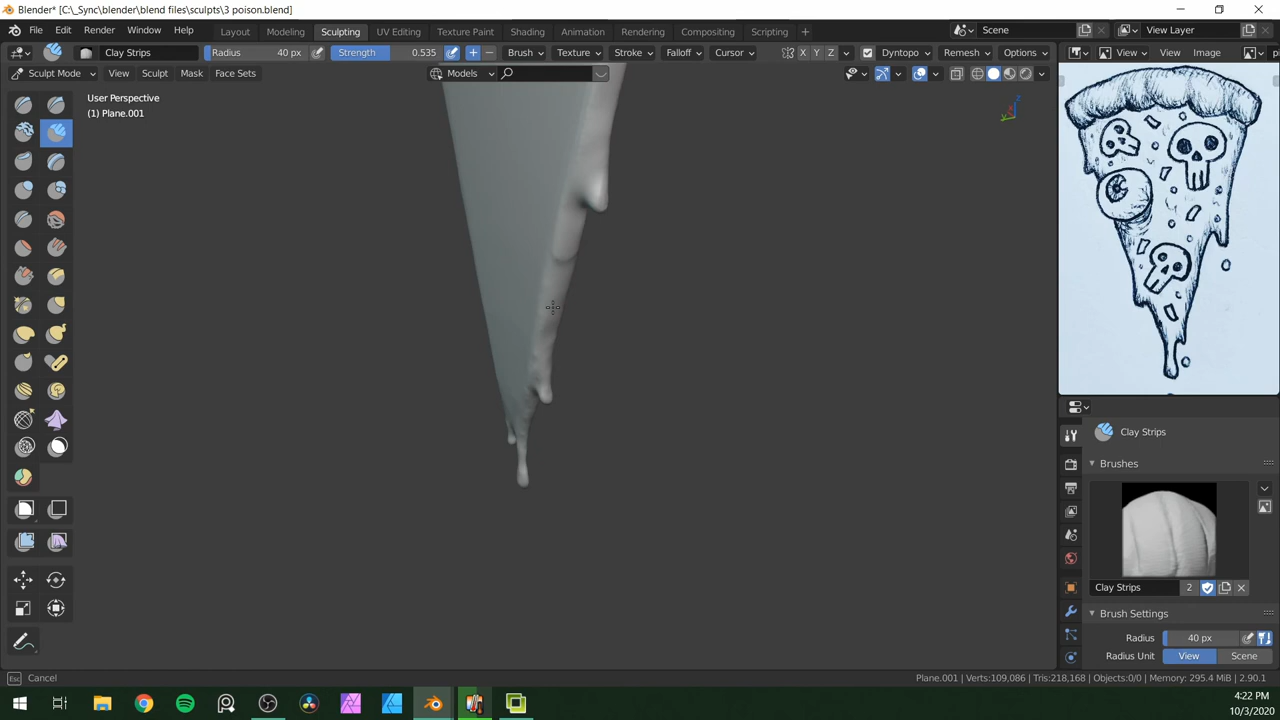 Blender* [C:\_Sync\blender\blend files\sculpts\3 poison.blend]
File Edit Render Window Help Layout Modeling Sculpting UV Editing Texture Paint Shading Animation Rendering Compositing Scripting + Scene View Layer
Clay Strips Radius 40 px Strength 0.535 Brush Texture Stroke Falloff Cursor X Y Z Dyntopo Remesh Options View View Image
Sculpt Mode View Sculpt Mask Face Sets Models
User Perspective
(1) Plane.001
Clay Strips
Brushes
Clay Strips 2
Brush Settings
Radius 40 px
Radius Unit View Scene
Esc Cancel Plane.001 | Verts:109,086 | Tris:218,168 | Objects:0/0 | Memory: 295.4 MiB | 2.90.1
4:22 PM
10/3/2020